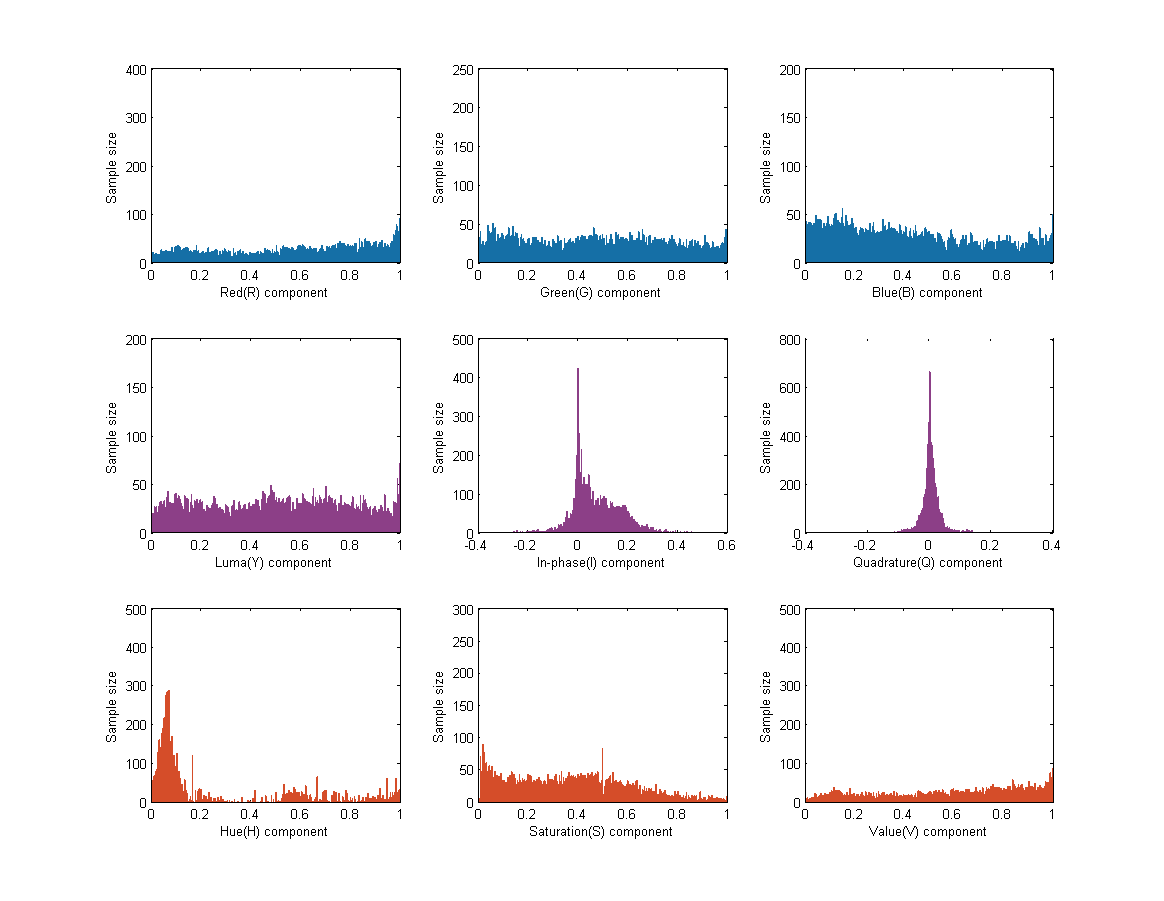 400
300
200
100
0
Sample size
0 0.2 0.4 0.6 0.8 1
Red(R) component
250
200
150
100
50
0
Sample size
0 0.2 0.4 0.6 0.8 1
Green(G) component
200
150
100
50
0
Sample size
0 0.2 0.4 0.6 0.8 1
Blue(B) component
200
150
100
50
0
Sample size
0 0.2 0.4 0.6 0.8 1
Luma(Y) component
500
400
300
200
100
0
Sample size
-0.4 -0.2 0 0.2 0.4 0.6
In-phase(I) component
800
600
400
200
0
Sample size
-0.4 -0.2 0 0.2 0.4
Quadrature(Q) component
500
400
300
200
100
0
Sample size
0 0.2 0.4 0.6 0.8 1
Hue(H) component
300
250
200
150
100
50
0
Sample size
0 0.2 0.4 0.6 0.8 1
Saturation(S) component
500
400
300
200
100
0
Sample size
0 0.2 0.4 0.6 0.8 1
Value(V) component